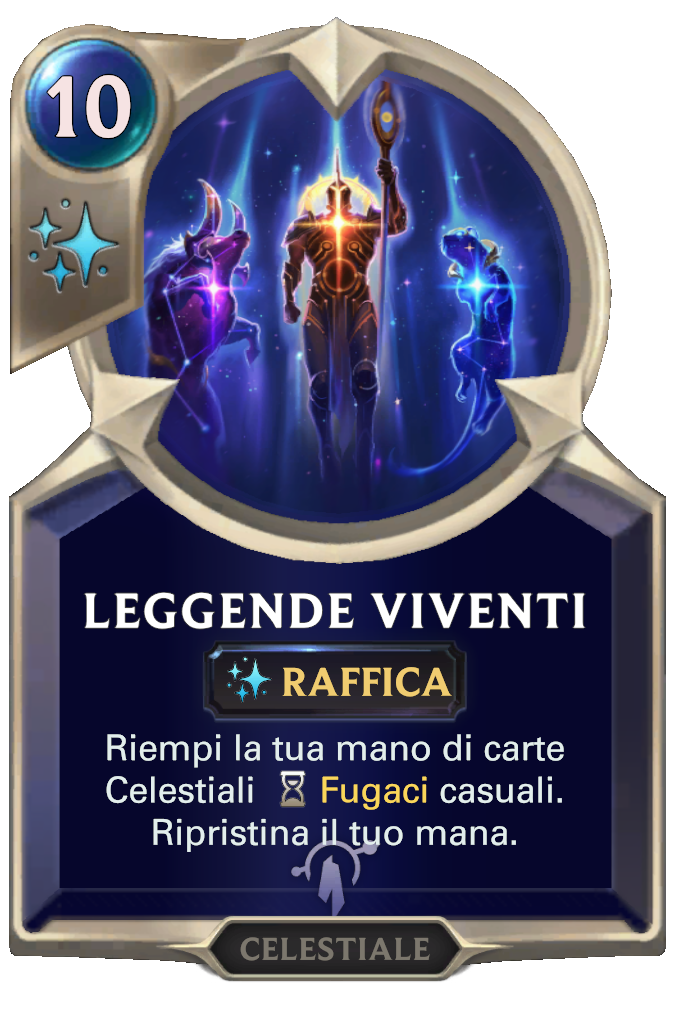 10
LEGGENDE VIVENTI
RAFFICA
Riempi la tua mano di carte
Celestiali Fugaci casuali.
Ripristina il tuo mana.
CELESTIALE